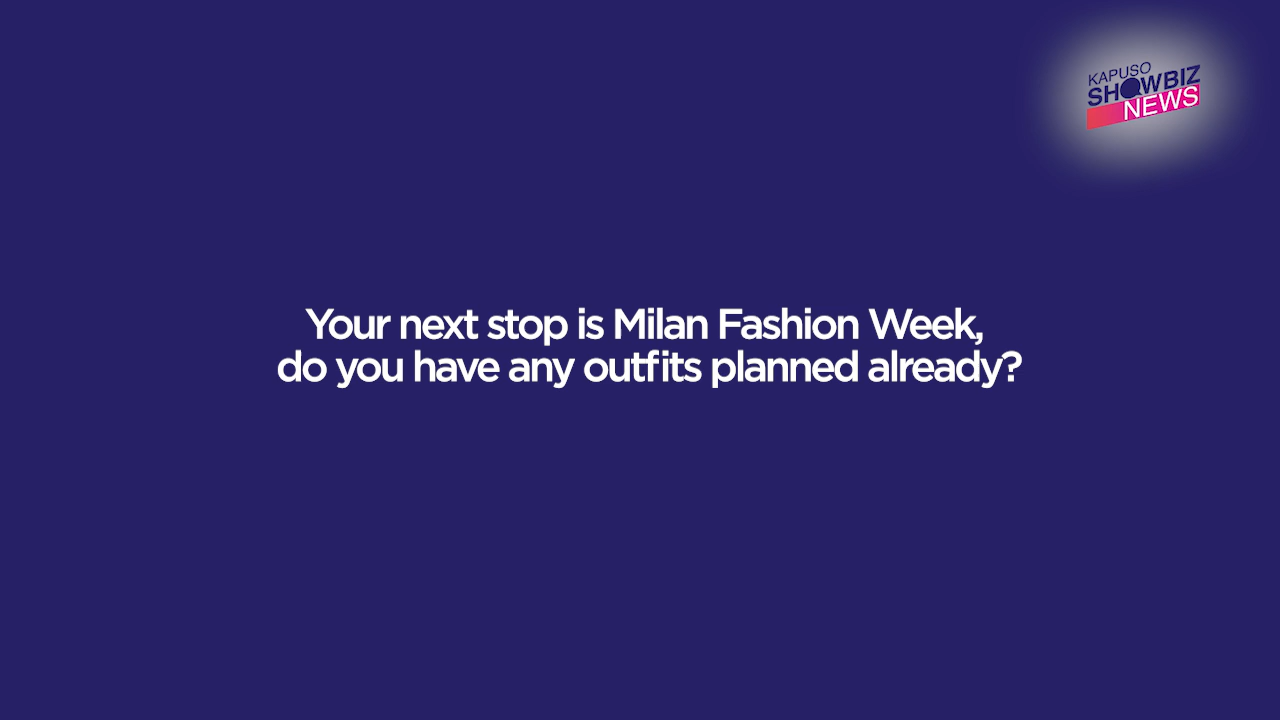 KAPUSO
SHOWBIZ
NEWS
Your next stop is Milan Fashion Week,
do you have any outfits planned already?